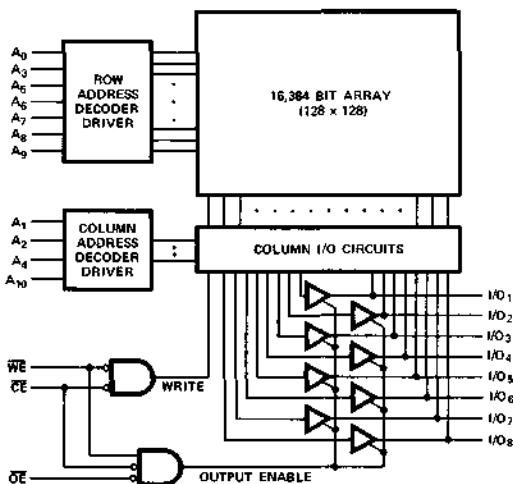 A0
A3
A5
A6
A7
A8
A9
ROW
ADDRESS
DECODER
DRIVER
16,384 BIT ARRAY
(128 x 128)
A1
A2
A4
A10
COLUMN
ADDRESS
DECODER
DRIVER
COLUMN I/O CIRCUITS
I/O1
I/O2
I/O3
I/O4
I/O5
I/O6
I/O7
I/O8
WE
CE
WRITE
OE
OUTPUT ENABLE